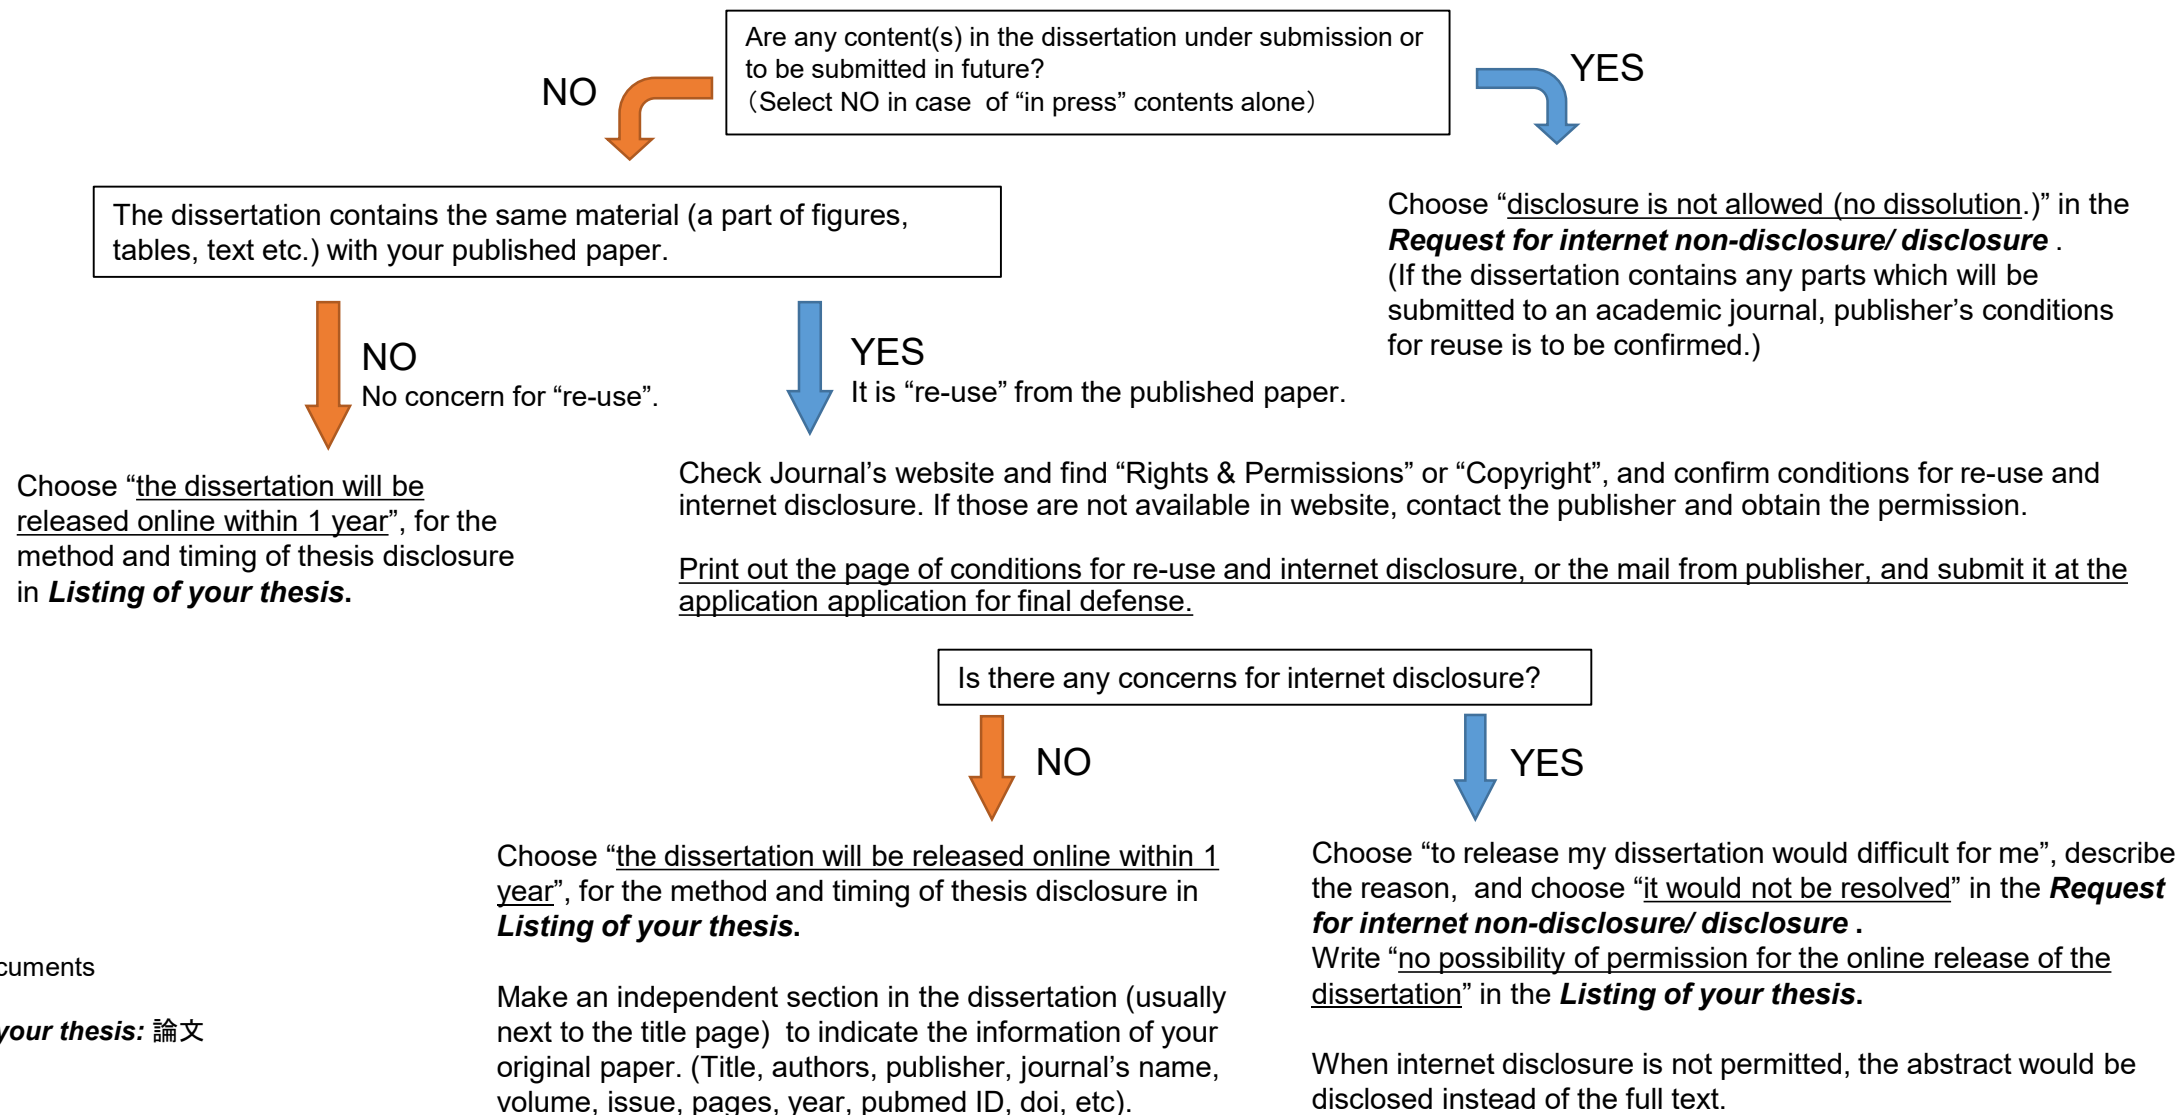 Are any content(s) in the dissertation under submission or
to be submitted in future?
（Select NO in case of “in press” contents alone）
NO
YES
The dissertation contains the same material (a part of figures,
tables, text etc.) with your published paper.
Choose “disclosure is not allowed (no dissolution.)” in the
Request for internet non-disclosure/ disclosure .
(If the dissertation contains any parts which will be
submitted to an academic journal, publisher’s conditions
for reuse is to be confirmed.)
NO
No concern for “re-use”.
YES
It is “re-use” from the published paper.
Choose “the dissertation will be
released online within 1 year”, for the
method and timing of thesis disclosure
in Listing of your thesis.
Check Journal’s website and find “Rights & Permissions” or “Copyright”, and confirm conditions for re-use and
internet disclosure. If those are not available in website, contact the publisher and obtain the permission.
Print out the page of conditions for re-use and internet disclosure, or the mail from publisher, and submit it at the
application application for final defense.
Is there any concerns for internet disclosure?
NO
YES
Choose “the dissertation will be released online within 1
year”, for the method and timing of thesis disclosure in
Listing of your thesis.
Make an independent section in the dissertation (usually
next to the title page) to indicate the information of your
original paper. (Title, authors, publisher, journal’s name,
volume, issue, pages, year, pubmed ID, doi, etc).
Choose “to release my dissertation would difficult for me”, describe
the reason, and choose “it would not be resolved” in the Request
for internet non-disclosure/ disclosure .
Write “no possibility of permission for the online release of the
dissertation” in the Listing of your thesis.
When internet disclosure is not permitted, the abstract would be
disclosed instead of the full text.
cuments
your thesis: 論文